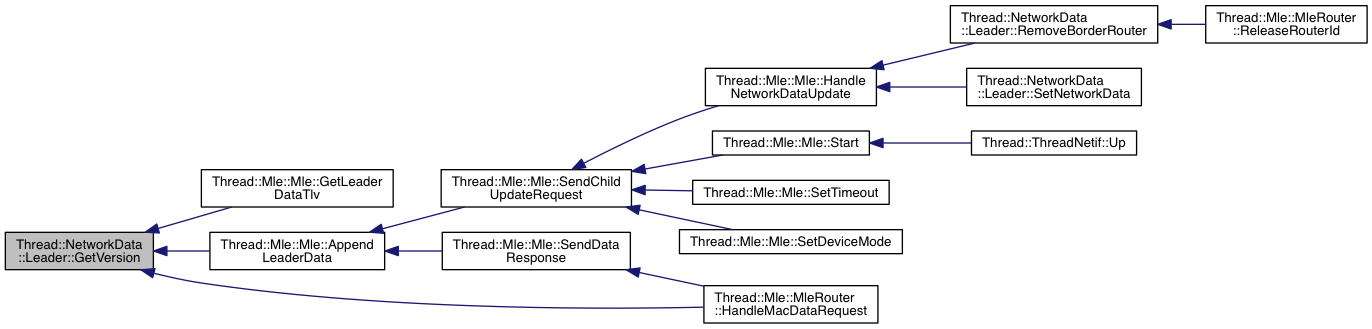 Thread::NetworkData
::Leader::RemoveBorderRouter
Thread::Mle::MleRouter
::ReleaseRouterId
Thread::Mle::Mle::Handle
NetworkDataUpdate
Thread::NetworkData
::Leader::SetNetworkData
Thread::Mle::Mle::Start
Thread::ThreadNetif::Up
Thread::Mle::Mle::GetLeader
DataTlv
Thread::Mle::Mle::SendChild
UpdateRequest
Thread::Mle::Mle::SetTimeout
Thread::NetworkData
::Leader::GetVersion
Thread::Mle::Mle::Append
LeaderData
Thread::Mle::Mle::SendData
Response
Thread::Mle::Mle::SetDeviceMode
Thread::Mle::MleRouter
::HandleMacDataRequest